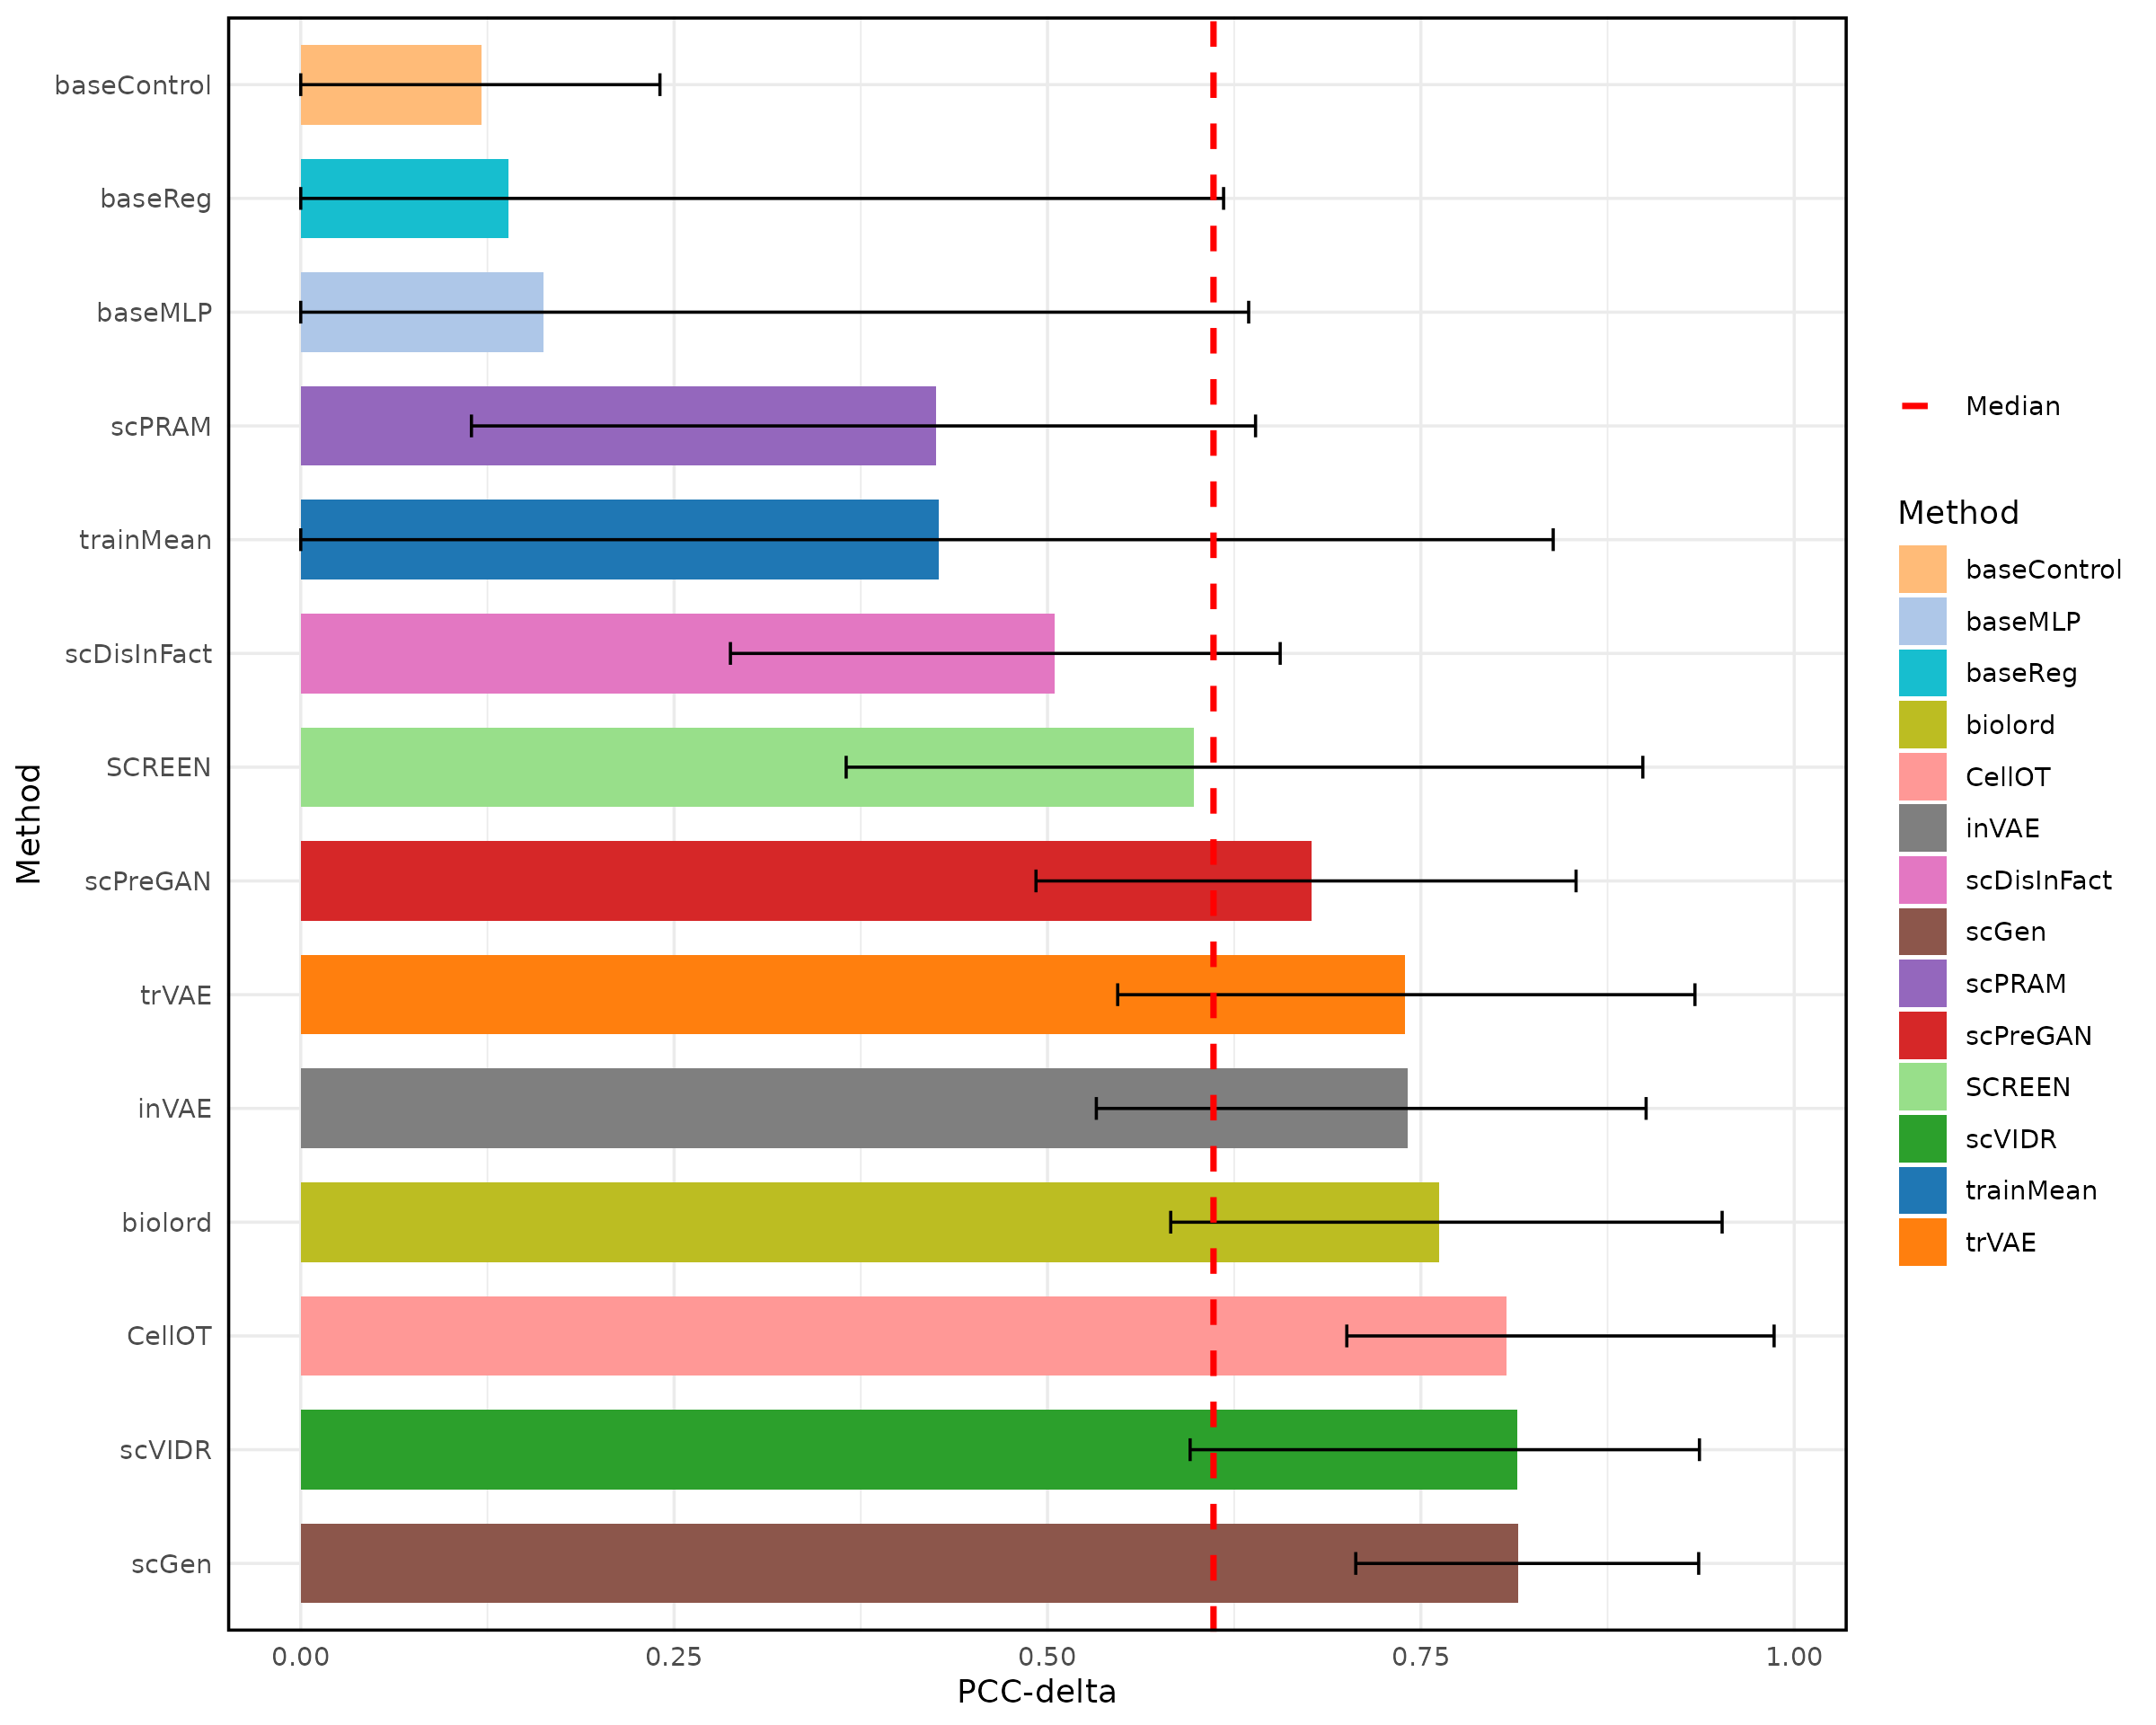 baseControl
baseReg
baseMLP
scPRAM
trainMean
scDisInFact
SCREEN
scPreGAN
trVAE
inVAE
biolord
CellOT
scVIDR
scGen
Method
0.00 0.25 0.50 0.75 1.00
PCC-delta
Median
Method
baseControl
baseMLP
baseReg
biolord
CellOT
inVAE
scDisInFact
scGen
scPRAM
scPreGAN
SCREEN
scVIDR
trainMean
trVAE